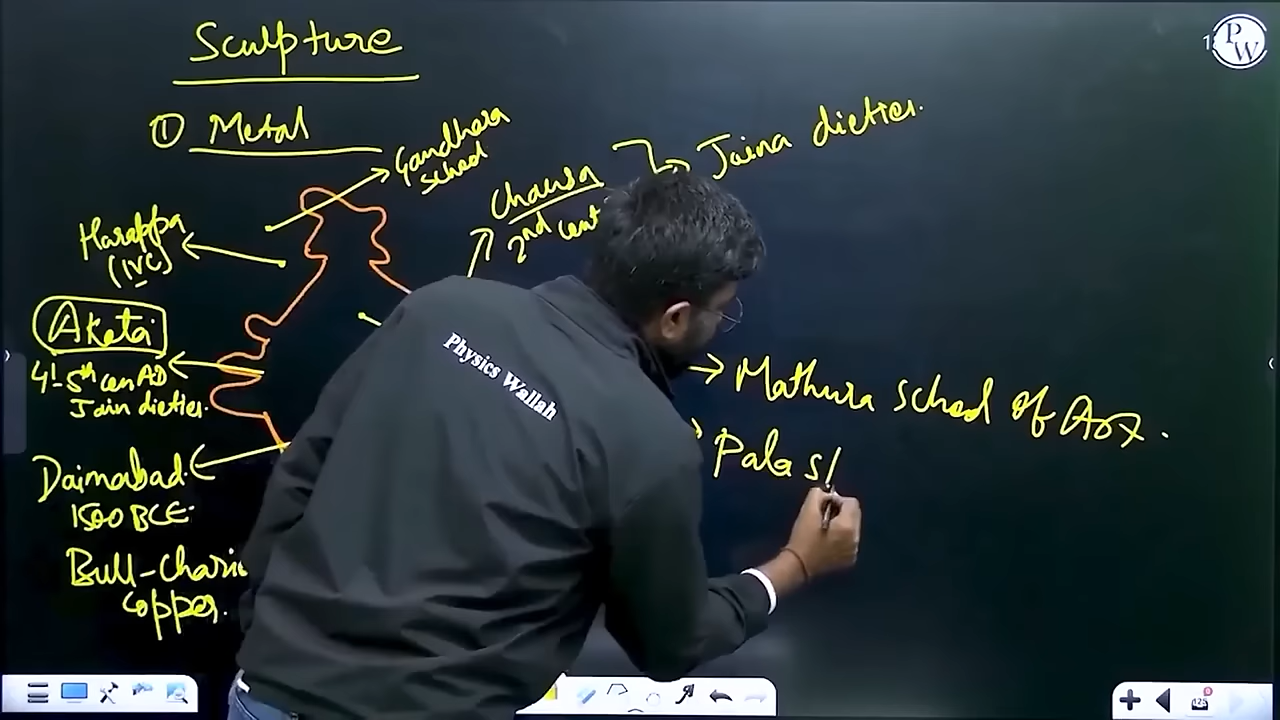 Sculpture
① Metal
Gandhara
School
Harappa
(IVC)
Chausa
2nd cent
Jaina dieties.
Akota
4-5th cen AD
Jain dieties.
Daimabad
1500 BCE
Bull-Chario
copper.
Mathura School of Art.
Pala S
Physics Wallah
PW